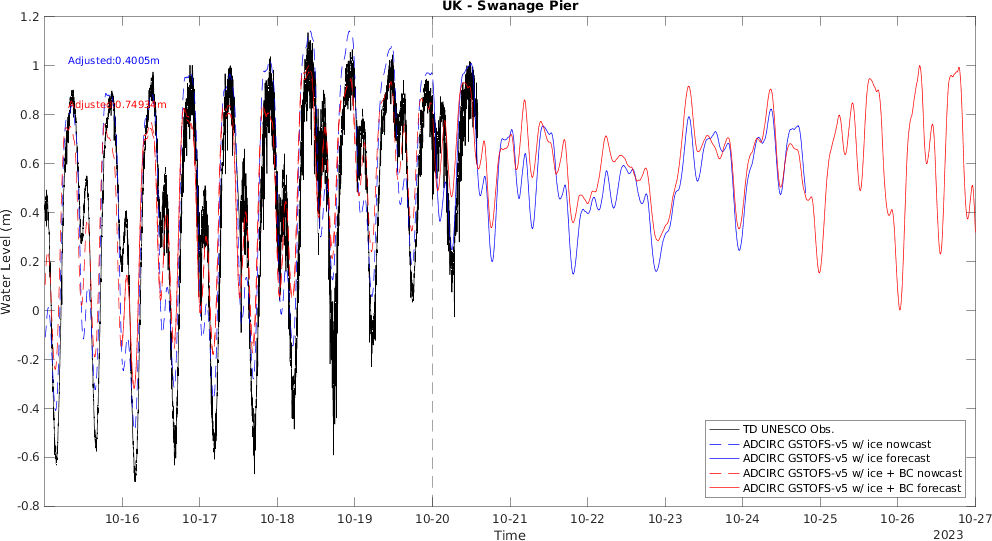 UK - Swanage Pier
1.2
1
0.8
0.6
0.4
0.2
0
-0.2
-0.4
-0.6
-0.8
Water Level (m)
Adjusted:0.4005m
Adjusted:0.74934m
TD UNESCO Obs.
ADCIRC GSTOFS-v5 w/ ice nowcast
ADCIRC GSTOFS-v5 w/ ice forecast
ADCIRC GSTOFS-v5 w/ ice + BC nowcast
ADCIRC GSTOFS-v5 w/ ice + BC forecast
10-16 10-17 10-18 10-19 10-20 10-21 10-22 10-23 10-24 10-25 10-26 10-27
Time
2023